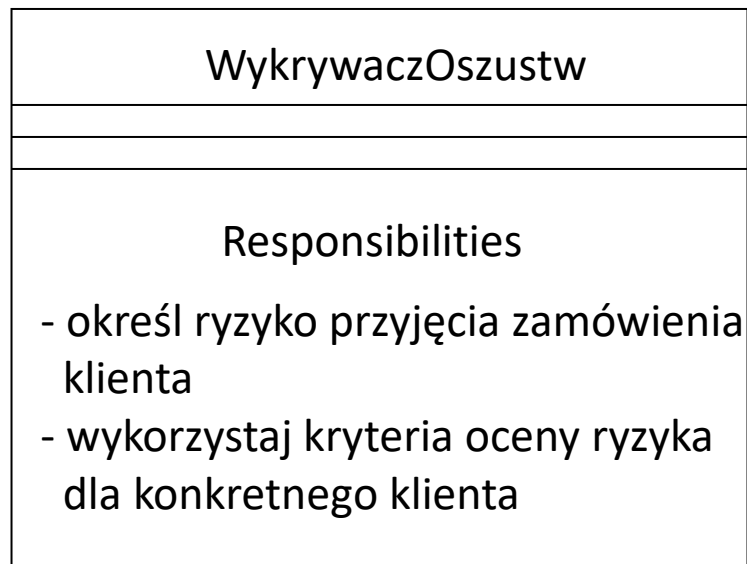 WykrywaczOszustw
Responsibilities
- określ ryzyko przyjęcia zamówienia
klienta
- wykorzystaj kryteria oceny ryzyka
dla konkretnego klienta